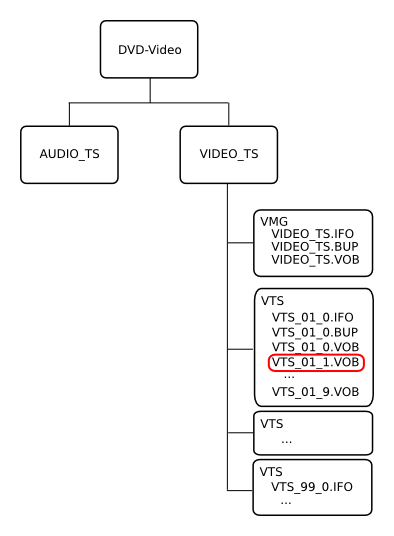 DVD-Video
AUDIO_TS
VIDEO_TS
VMG
VIDEO_TS.IFO
VIDEO_TS.BUP
VIDEO_TS.VOB
VTS
VTS_01_0.IFO
VTS_01_0.BUP
VTS_01_0.VOB
VTS_01_1.VOB
...
VTS_01_9.VOB
VTS
...
VTS
VTS_99_0.IFO
...